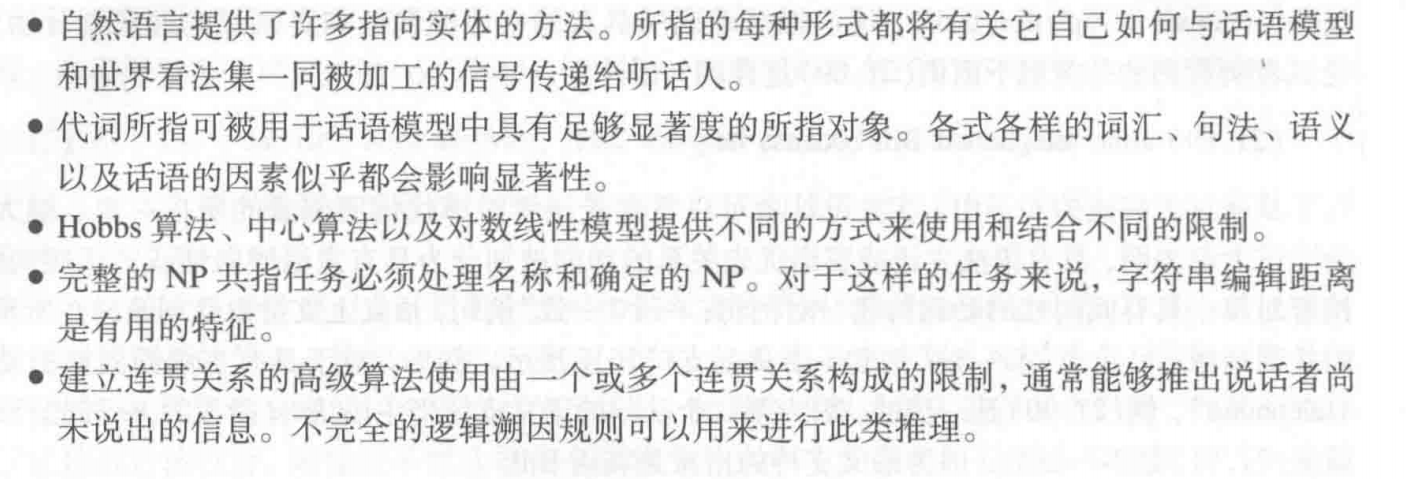 ● 自然语言提供了许多指向实体的方法。所指的每种形式都将有关它自己如何与话语模型
和世界看法集一同被加工的信号传递给听话人。
● 代词所指可被用于话语模型中具有足够显著度的所指对象。各式各样的词汇、句法、语义
以及话语的因素似乎都会影响显著性。
● Hobbs 算法、中心算法以及对数线性模型提供不同的方式来使用和结合不同的限制。
● 完整的 NP 共指任务必须处理名称和确定的 NP。对于这样的任务来说，字符串编辑距离
是有用的特征。
● 建立连贯关系的高级算法使用由一个或多个连贯关系构成的限制，通常能够推出说话者尚
未说出的信息。不完全的逻辑溯因规则可以用来进行此类推理。